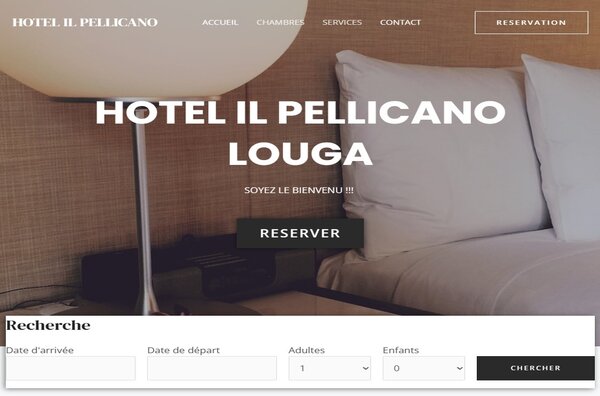 HOTEL IL PELLICANO
ACCUEIL CHAMBRES SERVICES CONTACT
RESERVATION
HOTEL IL PELLICANO
LOUGA
SOYEZ LE BIENVENU !!!
RESERVER
Recherche
Date d'arrivée Date de départ Adultes Enfants
1 0 CHERCHER